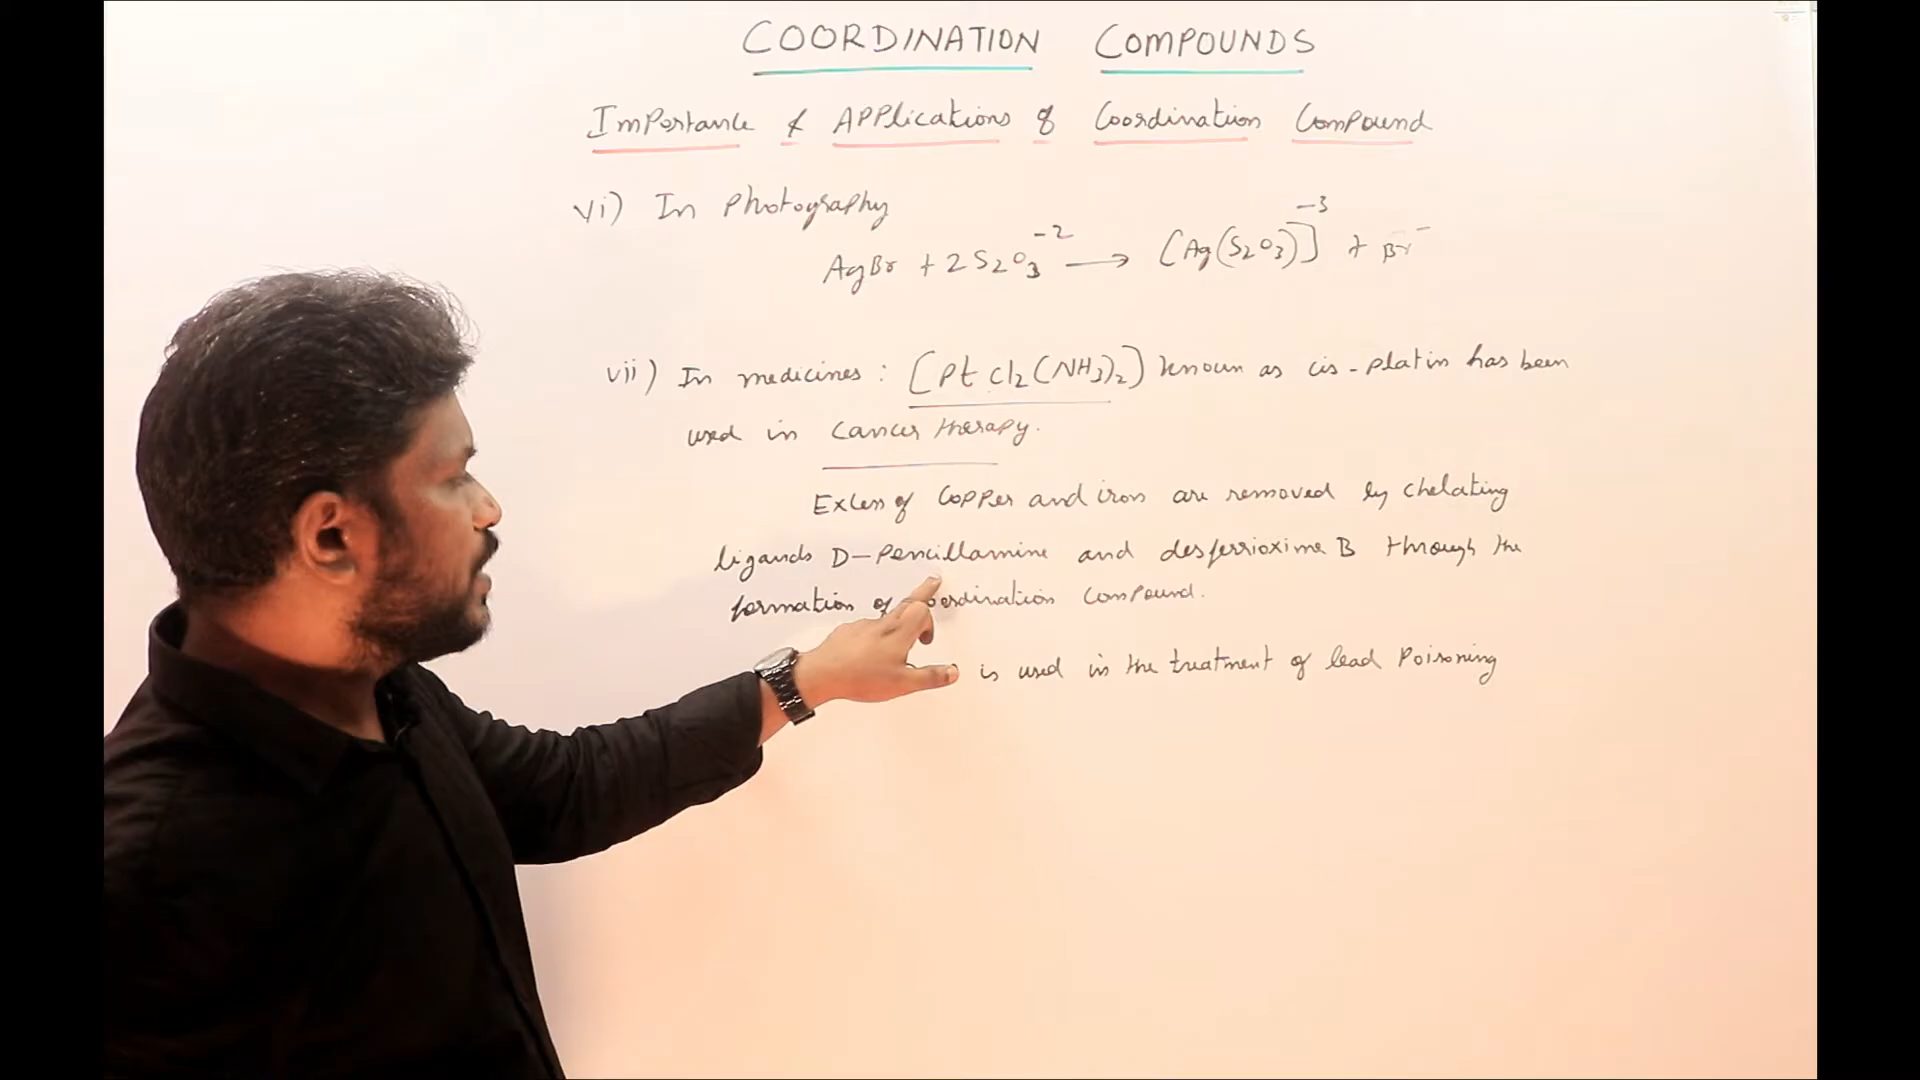 COORDINATION COMPOUNDS
Importance & Applications of Coordination Compound
vi) In Photography
AgBr + 2S₂O₃⁻² ⟶ [Ag(S₂O₃)]⁻³ + Br⁻
vii) In medicines : [Pt Cl₂(NH₃)₂] known as cis-platin has been
used in cancer therapy.
Excess of Copper and iron are removed by chelating
ligands D-Pencillamine and desferrioxime B through the
formation of coordination compound.
is used in the treatment of lead poisoning